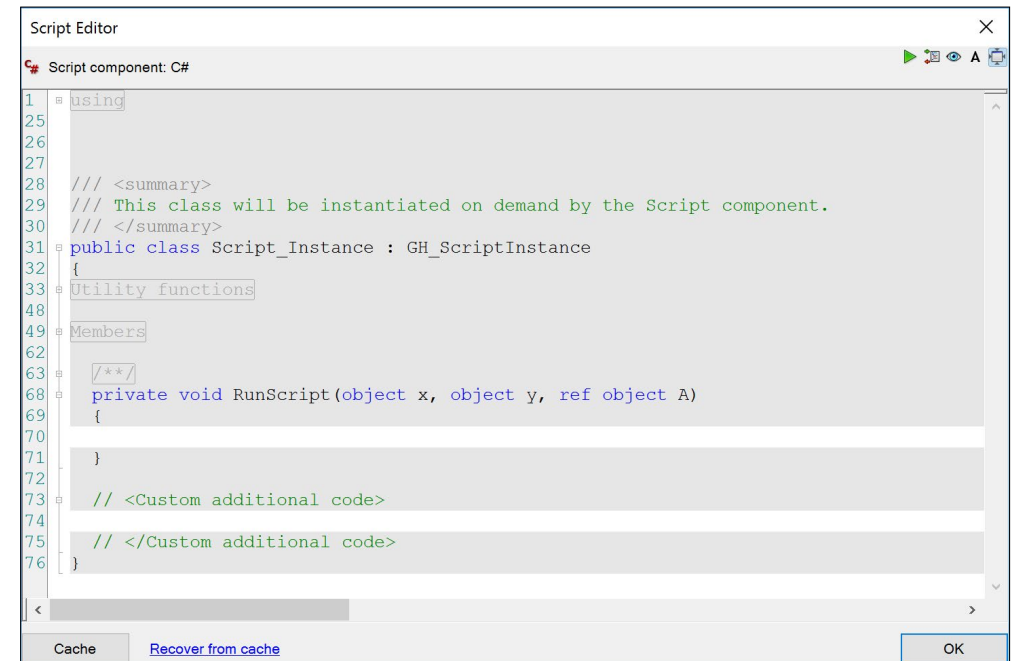 Script Editor
C# Script component: C#
A
1 using
25
26
27
28 /// <summary>
29 /// This class will be instantiated on demand by the Script component.
30 /// </summary>
31 public class Script_Instance : GH_ScriptInstance
32 {
33 Utility functions
48
49 Members
62
63 /**/
68 private void RunScript(object x, object y, ref object A)
69 {
70
71 }
72
73 // <Custom additional code>
74
75 // </Custom additional code>
76 }
Cache Recover from cache OK